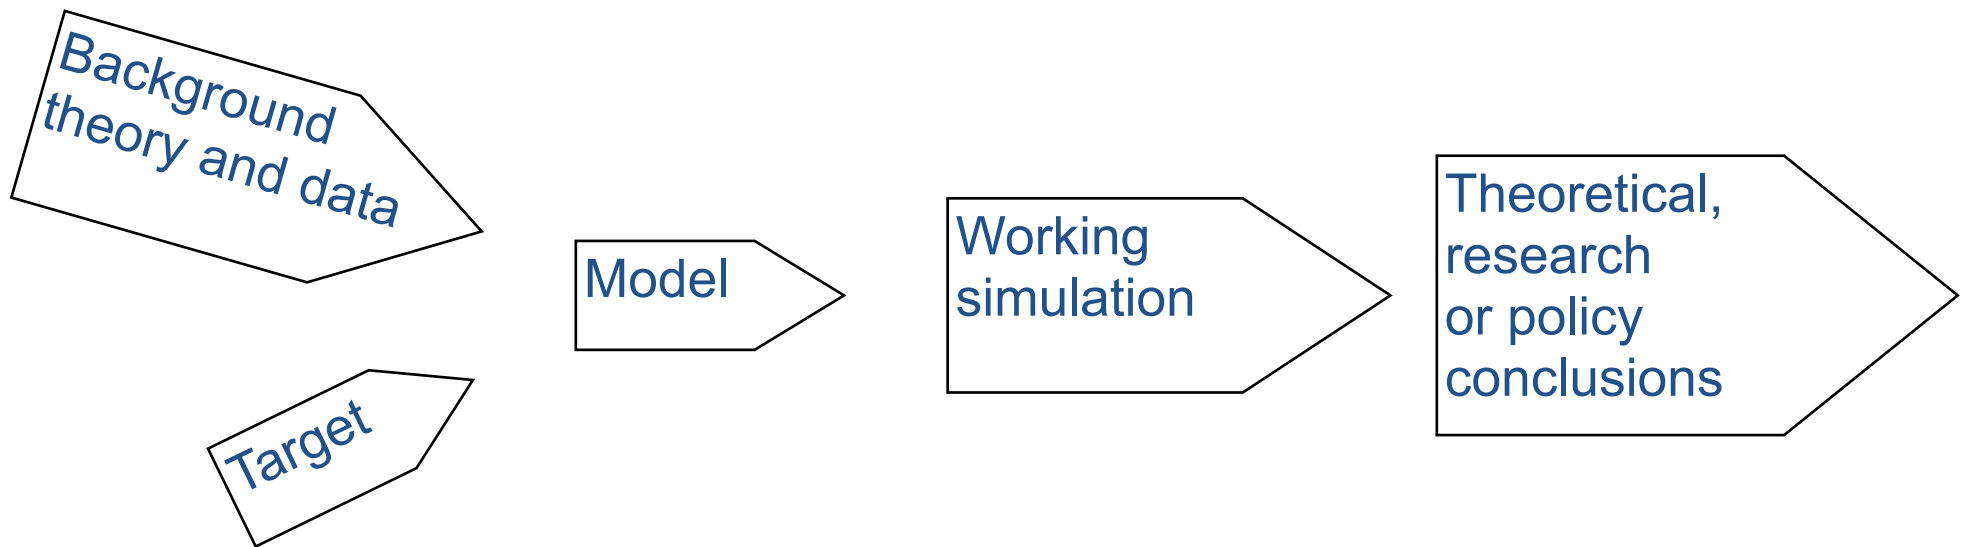 Background
theory and data
Target
Model
Working
simulation
Theoretical,
research
or policy
conclusions